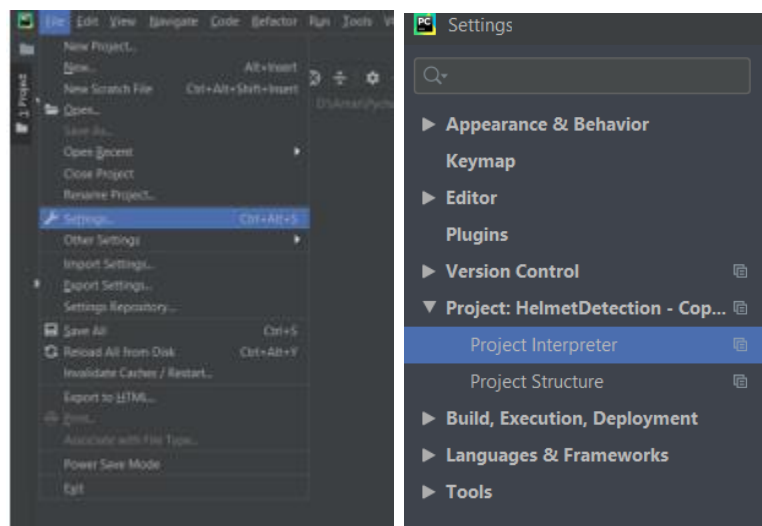 File Edit View Navigate Code Refactor Run Tools
New Project...
New... Alt+Insert
New Scratch File Ctrl+Alt+Shift+Insert
Open...
Save As...
Open Recent
Close Project
Rename Project...
Settings... Ctrl+Alt+S
Other Settings
Import Settings...
Export Settings...
Settings Repository...
Save All Ctrl+S
Reload All from Disk Ctrl+Alt+Y
Invalidate Caches / Restart...
Export to HTML...
Print...
Associate with File Type...
Power Save Mode
Exit
1: Project
PC
Settings
Appearance & Behavior
Keymap
Editor
Plugins
Version Control
Project: HelmetDetection - Cop...
Project Interpreter
Project Structure
Build, Execution, Deployment
Languages & Frameworks
Tools